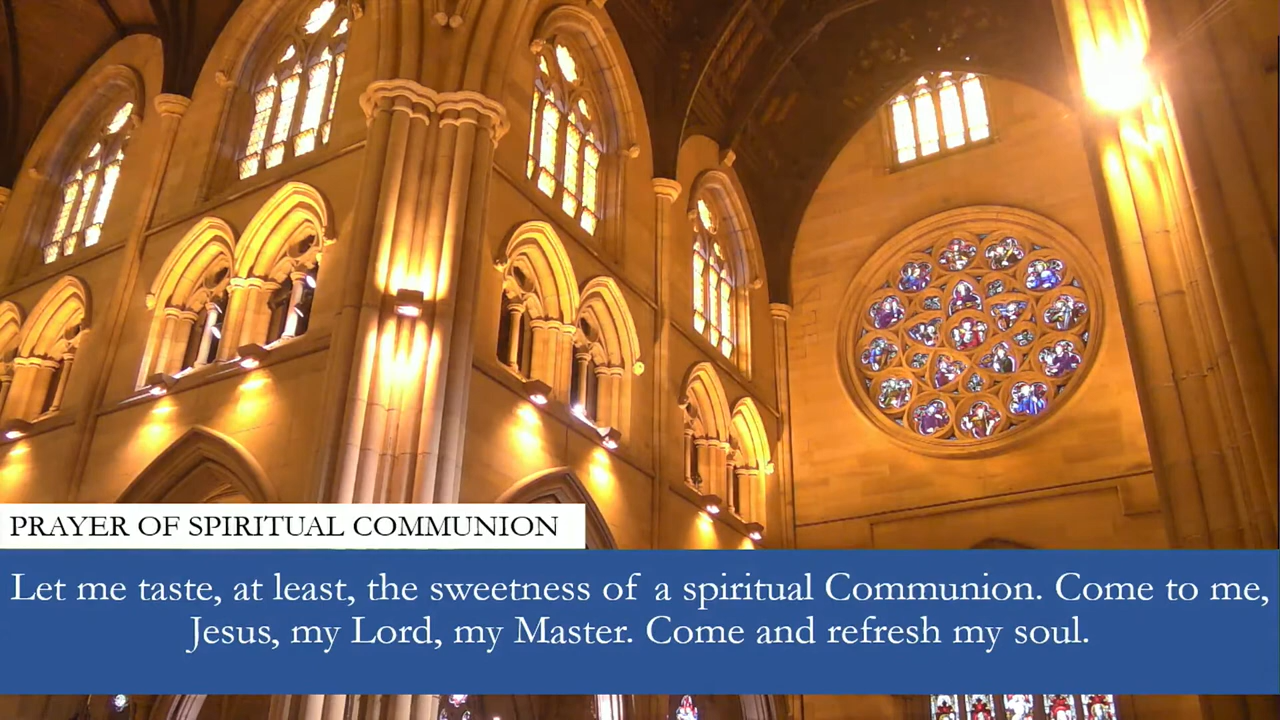 PRAYER OF SPIRITUAL COMMUNION
Let me taste, at least, the sweetness of a spiritual Communion. Come to me,
Jesus, my Lord, my Master. Come and refresh my soul.